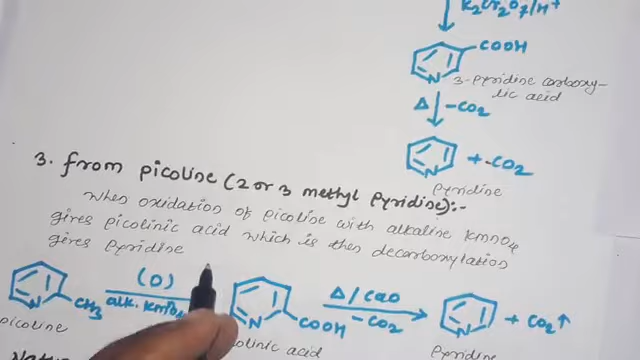 K2Cr2O7/H+
COOH
N
3-pyridine carboxy-
lic acid
Δ -CO2
N + -CO2
pyridine
3. from picoline (2 or 3 methyl pyridine):-
when oxidation of picoline with alkaline KmnO4
gives picolinic acid which is then decarboxylation
gives pyridine
(O) Δ/CaO
N CH3 alk. KmnO4 N COOH -CO2 N + CO2↑
picoline olinic acid pyridine